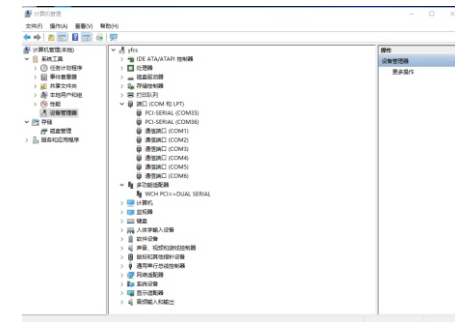 计算机管理
文件(F) 操作(A) 查看(V) 帮助(H)
计算机管理(本地)
系统工具
任务计划程序
事件查看器
共享文件夹
本地用户和组
性能
设备管理器
存储
磁盘管理
服务和应用程序
yfcs
IDE ATA/ATAPI 控制器
处理器
磁盘驱动器
存储控制器
打印队列
端口 (COM 和 LPT)
PCI-SERIAL (COM35)
PCI-SERIAL (COM36)
通信端口 (COM1)
通信端口 (COM2)
通信端口 (COM3)
通信端口 (COM4)
通信端口 (COM5)
通信端口 (COM6)
多功能适配器
WCH PCI=>DUAL SERIAL
计算机
监视器
键盘
人体学输入设备
软件设备
声音、视频和游戏控制器
鼠标和其他指针设备
通用串行总线控制器
网络适配器
系统设备
显示适配器
音频输入和输出
操作
设备管理器
更多操作